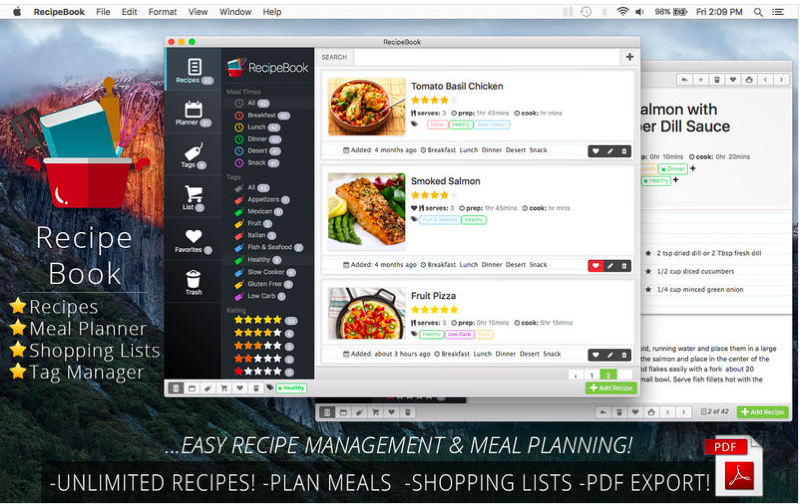 RecipeBook File Edit Format View Window Help
98% Fri 2:09 PM
RecipeBook
Recipes 42
Planner
Tags
List
Favorites
Trash
RecipeBook
Meal Times
All 42
Breakfast 42
Lunch 42
Dinner 42
Desert 41
Snack 41
Tags
All 42
Appetizers
Mexican
Fruit
Italian
Fish & Seafood
Healthy
Slow Cooker
Gluten Free
Low Carb
Rating
SEARCH
Tomato Basil Chicken
serves: 3 prep: 1hr 45mins cook: hr mins
Italian Healthy Slow Cooker
Added: 4 months ago Breakfast Lunch Dinner Desert Snack
Smoked Salmon
serves: 3 prep: 1hr 45mins cook: hr mins
Fish & Seafood Healthy
Added: 4 months ago Breakfast Lunch Dinner Desert Snack
Fruit Pizza
serves: 3 prep: 0hr 15mins cook: 0hr 15mins
Healthy Low Carb Fruit
Added: about 3 hours ago Breakfast Lunch Dinner Desert Snack
1 2
Healthy
Add Recipe
almon with
er Dill Sauce
0hr 10mins cook: 0hr 20mins
Dinner
Healthy
2 tsp dried dill or 2 Tbsp fresh dill
1/2 cup diced cucumbers
1/4 cup minced green onion
old, running water and place them in a large
the salmon and place in the center of the
nd flakes easily with a fork about 20
mall bowl. Serve fish fillets hot with the
2 of 42
Add Recipe
Recipe
Book
Recipes
Meal Planner
Shopping Lists
Tag Manager
...EASY RECIPE MANAGEMENT & MEAL PLANNING!
-UNLIMITED RECIPES! -PLAN MEALS -SHOPPING LISTS -PDF EXPORT!
PDF